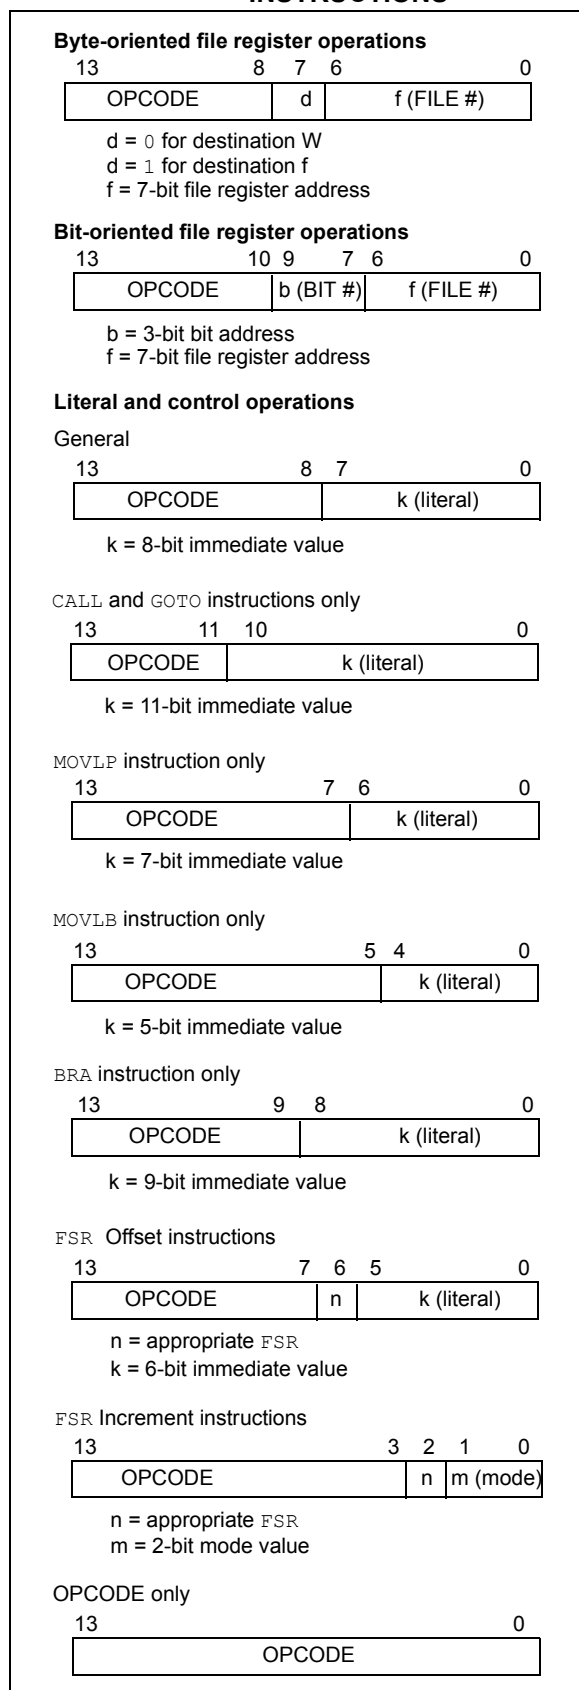 INSTRUCTIONS
Byte-oriented file register operations
13 8 7 6 0
OPCODE d f (FILE #)
d = 0 for destination W
d = 1 for destination f
f = 7-bit file register address
Bit-oriented file register operations
13 10 9 7 6 0
OPCODE b (BIT #) f (FILE #)
b = 3-bit bit address
f = 7-bit file register address
Literal and control operations
General
13 8 7 0
OPCODE k (literal)
k = 8-bit immediate value
CALL and GOTO instructions only
13 11 10 0
OPCODE k (literal)
k = 11-bit immediate value
MOVLP instruction only
13 7 6 0
OPCODE k (literal)
k = 7-bit immediate value
MOVLB instruction only
13 5 4 0
OPCODE k (literal)
k = 5-bit immediate value
BRA instruction only
13 9 8 0
OPCODE k (literal)
k = 9-bit immediate value
FSR Offset instructions
13 7 6 5 0
OPCODE n k (literal)
n = appropriate FSR
k = 6-bit immediate value
FSR Increment instructions
13 3 2 1 0
OPCODE n m (mode)
n = appropriate FSR
m = 2-bit mode value
OPCODE only
13 0
OPCODE